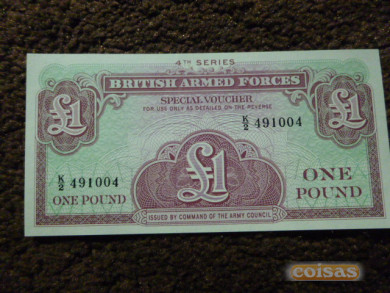 4TH SERIES
BRITISH ARMED FORCES
SPECIAL VOUCHER
FOR USE ONLY AS DETAILED ON THE REVERSE
£1
£1
K/2 491004
K/2 491004
£1
ONE POUND
ONE
POUND
ISSUED BY COMMAND OF THE ARMY COUNCIL
coisas